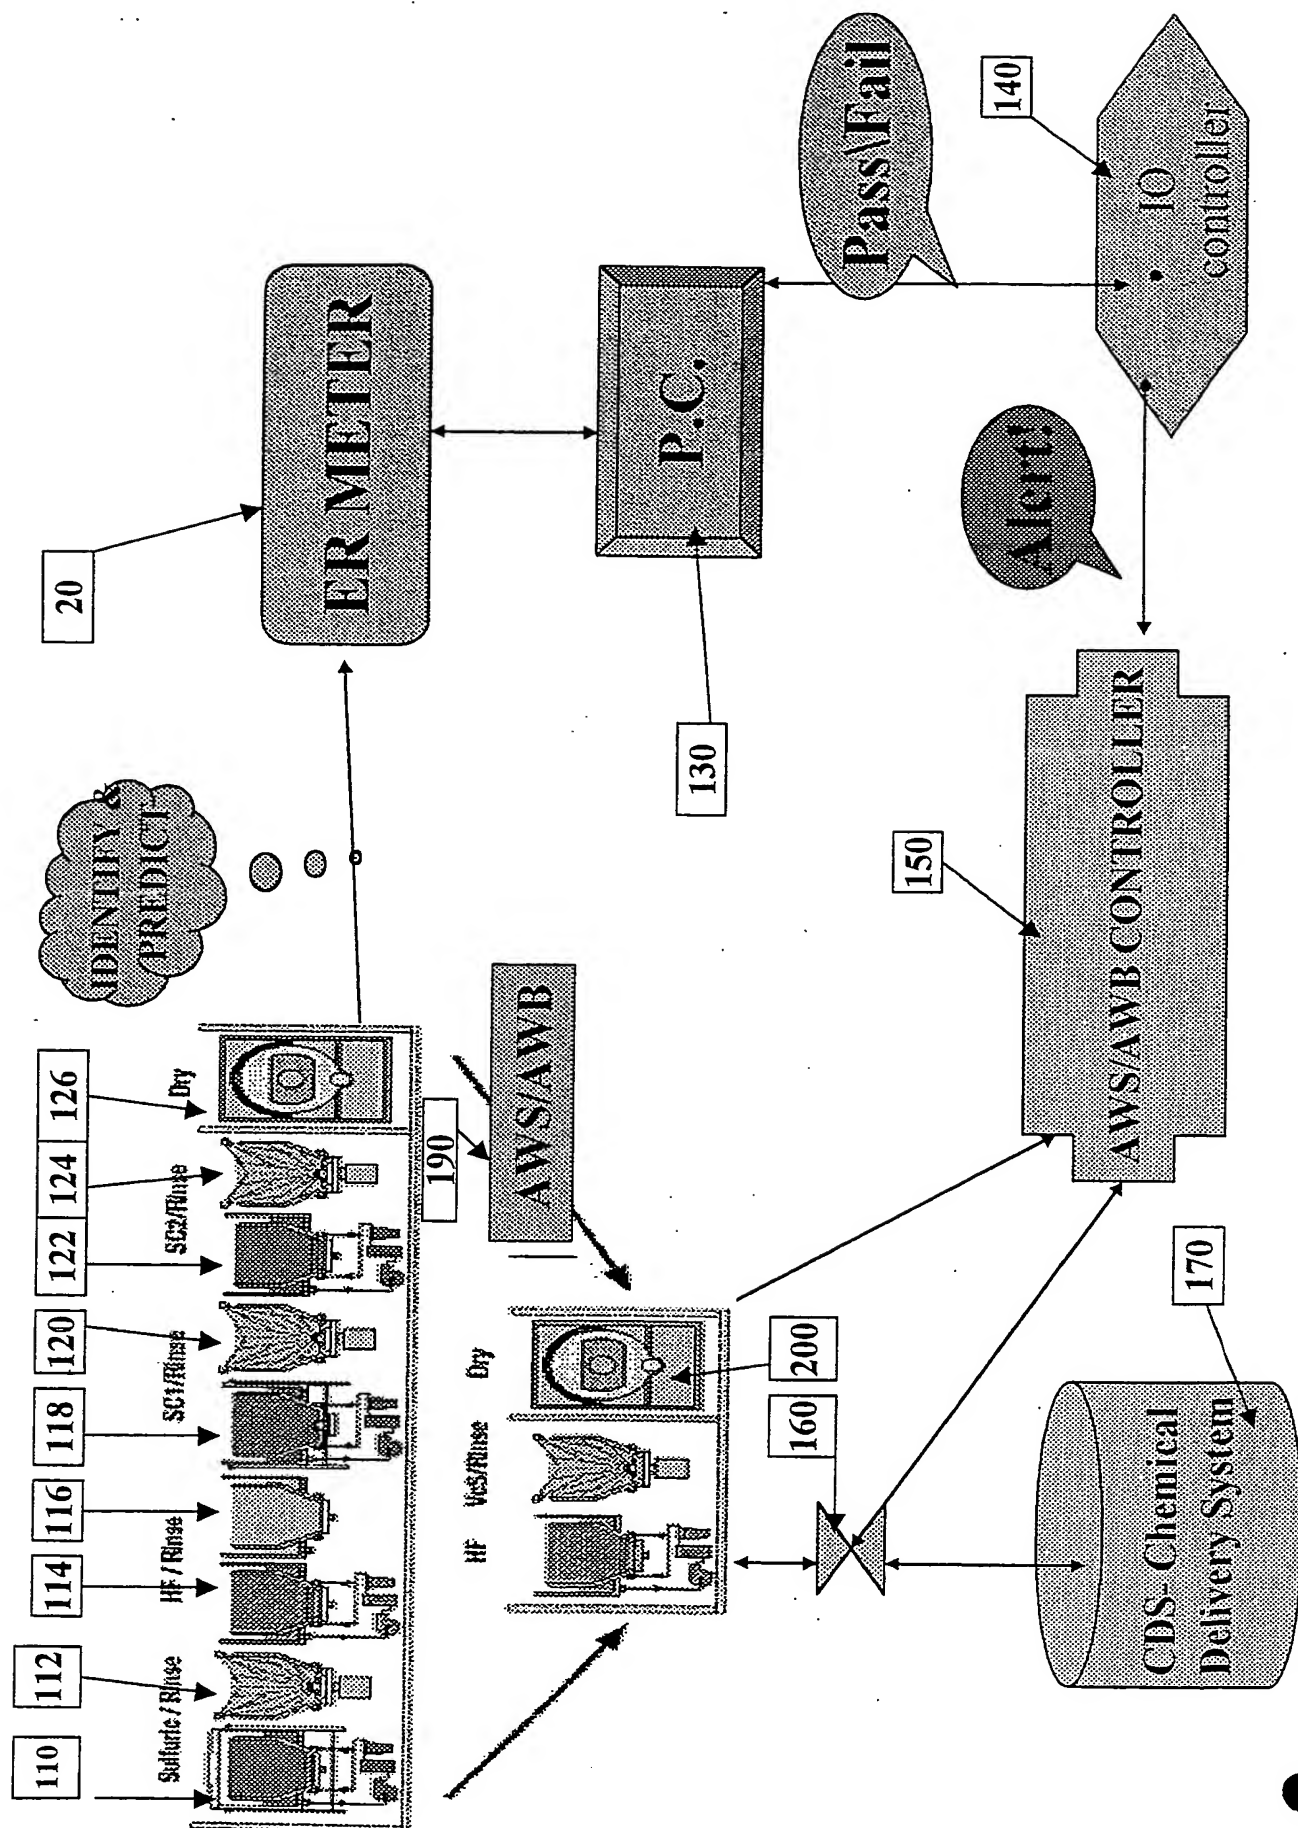 110
112
114
116
118
120
122
124
126
Sulfuric / Rinse
HF / Rinse
SC1/Rinse
SC2/Rinse
Dry
IDENTIFY &
PREDICT
20
ER METER
190
AWS/AWB
HF
Dry
200
160
130
P.C.
Pass\Fail
140
IO
controller
Alert!
150
AWS/AWB CONTROLLER
170
CDS- Chemical
Delivery System